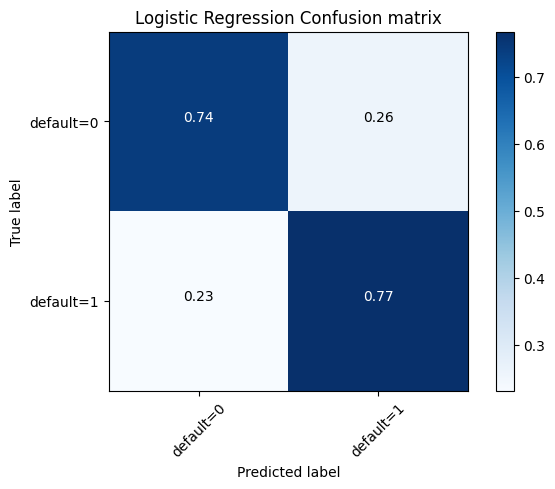 Logistic Regression Confusion matrix
True label
default=0
default=1
0.74
0.26
0.23
0.77
default=0
default=1
Predicted label
0.7
0.6
0.5
0.4
0.3